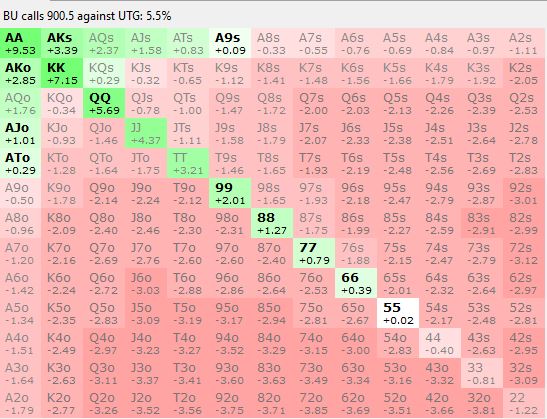 BU calls 900.5 against UTG: 5.5%
AA AKs AQs AJs ATs A9s A8s A7s A6s A5s A4s A3s A2s
+9.53 +3.39 +2.37 +1.58 +0.83 +0.09 -0.33 -0.55 -0.76 -0.69 -0.84 -0.97 -1.11
AKo KK KQs KJs KTs K9s K8s K7s K6s K5s K4s K3s K2s
+2.85 +7.15 +0.29 -0.32 -0.65 -1.12 -1.41 -1.48 -1.56 -1.66 -1.79 -1.92 -2.05
AQo KQo QQ QJs QTs Q9s Q8s Q7s Q6s Q5s Q4s Q3s Q2s
+1.76 -0.34 +5.69 -0.78 -1.00 -1.47 -1.72 -2.00 -2.03 -2.13 -2.26 -2.39 -2.53
AJo KJo QJo JJ JTs J9s J8s J7s J6s J5s J4s J3s J2s
+1.01 -0.93 -1.46 +4.37 -1.11 -1.58 -1.79 -2.07 -2.33 -2.38 -2.51 -2.64 -2.78
ATo KTo QTo JTo TT T9s T8s T7s T6s T5s T4s T3s T2s
+0.29 -1.28 -1.64 -1.75 +3.21 -1.46 -1.65 -1.93 -2.19 -2.48 -2.56 -2.69 -2.83
A9o K9o Q9o J9o T9o 99 98s 97s 96s 95s 94s 93s 92s
-0.50 -1.78 -2.14 -2.24 -2.12 +2.01 -1.65 -1.93 -2.18 -2.47 -2.79 -2.87 -3.01
A8o K8o Q8o J8o T8o 98o 88 87s 86s 85s 84s 83s 82s
-0.96 -2.09 -2.40 -2.46 -2.30 -2.31 +1.27 -1.75 -1.99 -2.27 -2.59 -2.91 -2.99
A7o K7o Q7o J7o T7o 97o 87o 77 76s 75s 74s 73s 72s
-1.20 -2.16 -2.69 -2.76 -2.60 -2.60 -2.40 +0.79 -1.88 -2.15 -2.47 -2.79 -3.12
A6o K6o Q6o J6o T6o 96o 86o 76o 66 65s 64s 63s 62s
-1.42 -2.24 -2.72 -3.03 -2.88 -2.86 -2.64 -2.53 +0.39 -2.01 -2.32 -2.64 -2.97
A5o K5o Q5o J5o T5o 95o 85o 75o 65o 55 54s 53s 52s
-1.34 -2.35 -2.83 -3.09 -3.19 -3.17 -2.94 -2.81 -2.67 +0.02 -2.17 -2.48 -2.81
A4o K4o Q4o J4o T4o 94o 84o 74o 64o 54o 44 43s 42s
-1.51 -2.49 -2.97 -3.23 -3.27 -3.52 -3.29 -3.15 -3.00 -2.83 -0.40 -2.63 -2.95
A3o K3o Q3o J3o T3o 93o 83o 73o 63o 53o 43o 33 32s
-1.64 -2.63 -3.11 -3.37 -3.41 -3.60 -3.63 -3.49 -3.34 -3.16 -3.32 -0.81 -3.09
A2o K2o Q2o J2o T2o 92o 82o 72o 62o 52o 42o 32o 22
-1.79 -2.77 -3.26 -3.52 -3.56 -3.75 -3.71 -3.85 -3.69 -3.51 -3.66 -3.81 -1.22